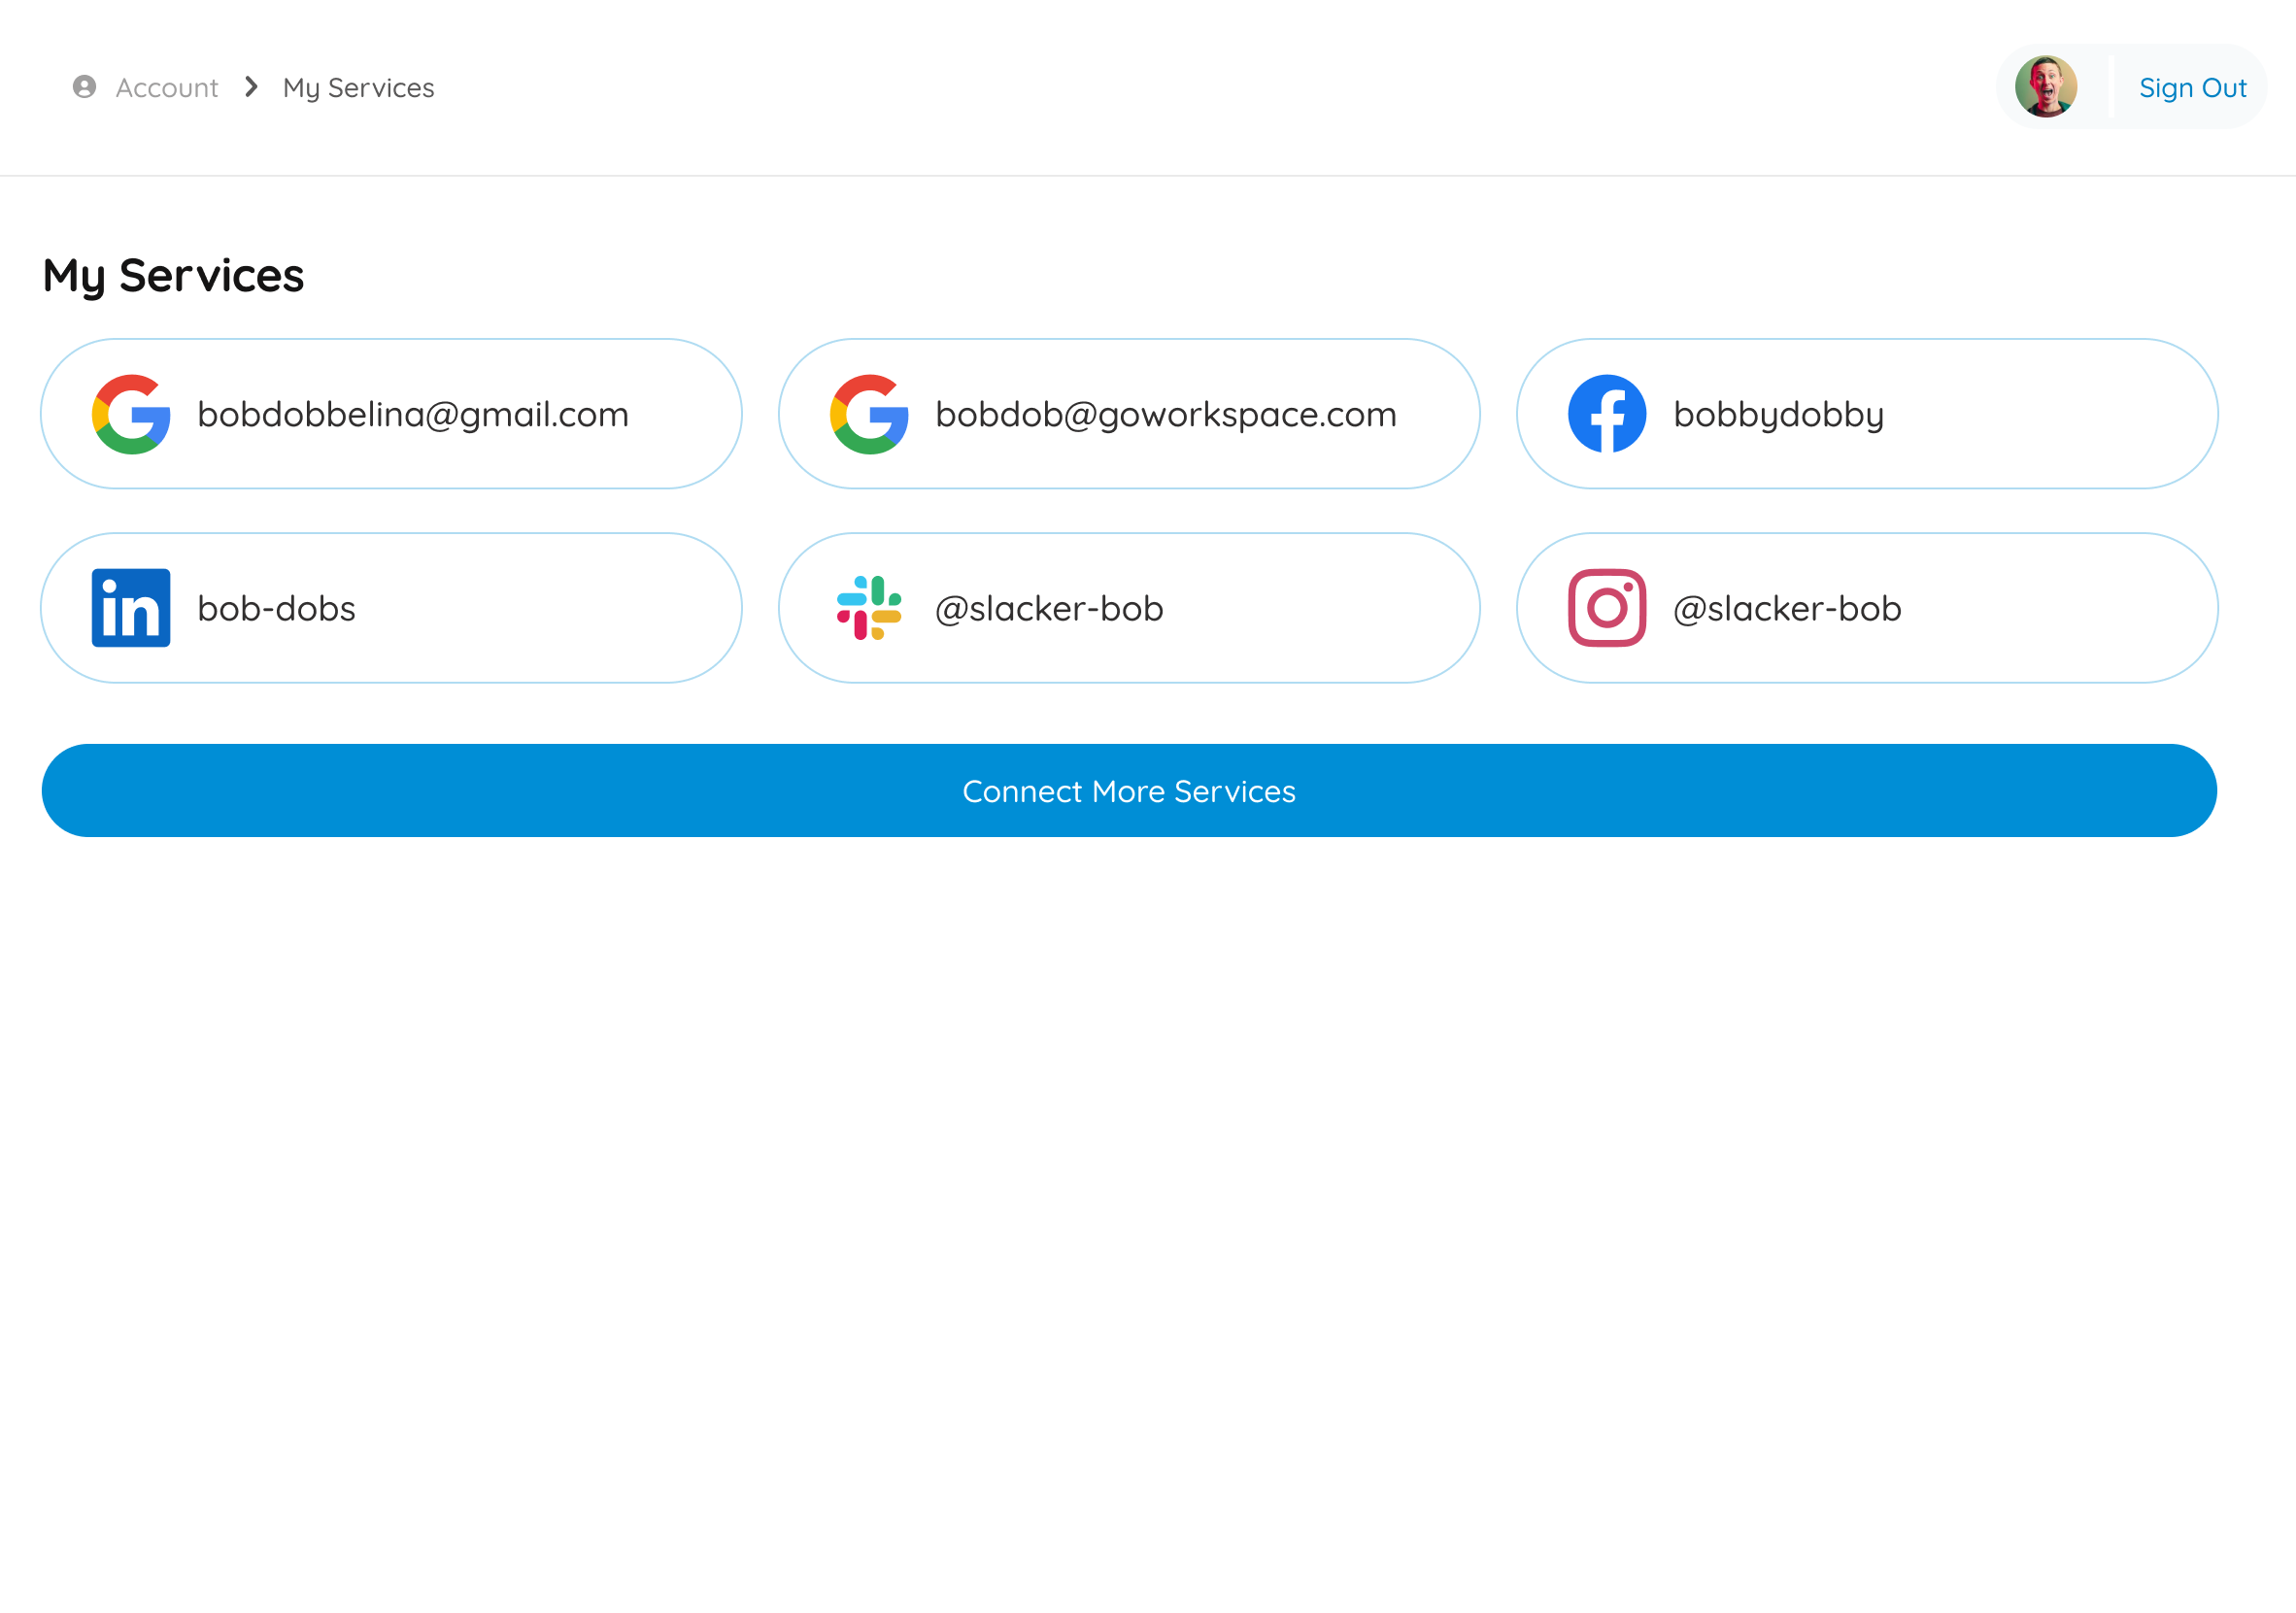 Account My Services
Sign Out
My Services
bobdobbelina@gmail.com
bobdob@goworkspace.com
bobbydobby
in bob-dobs
@slacker-bob
@slacker-bob
Connect More Services